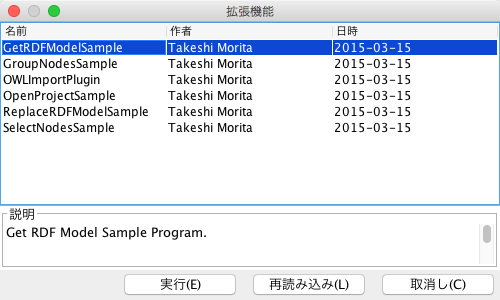 拡張機能
名前 作者 日時
GetRDFModelSample Takeshi Morita 2015-03-15
GroupNodesSample Takeshi Morita 2015-03-15
OWLImportPlugin Takeshi Morita 2015-03-15
OpenProjectSample Takeshi Morita 2015-03-15
ReplaceRDFModelSample Takeshi Morita 2015-03-15
SelectNodesSample Takeshi Morita 2015-03-15
説明
Get RDF Model Sample Program.
実行(E) 再読み込み(L) 取消し(C)